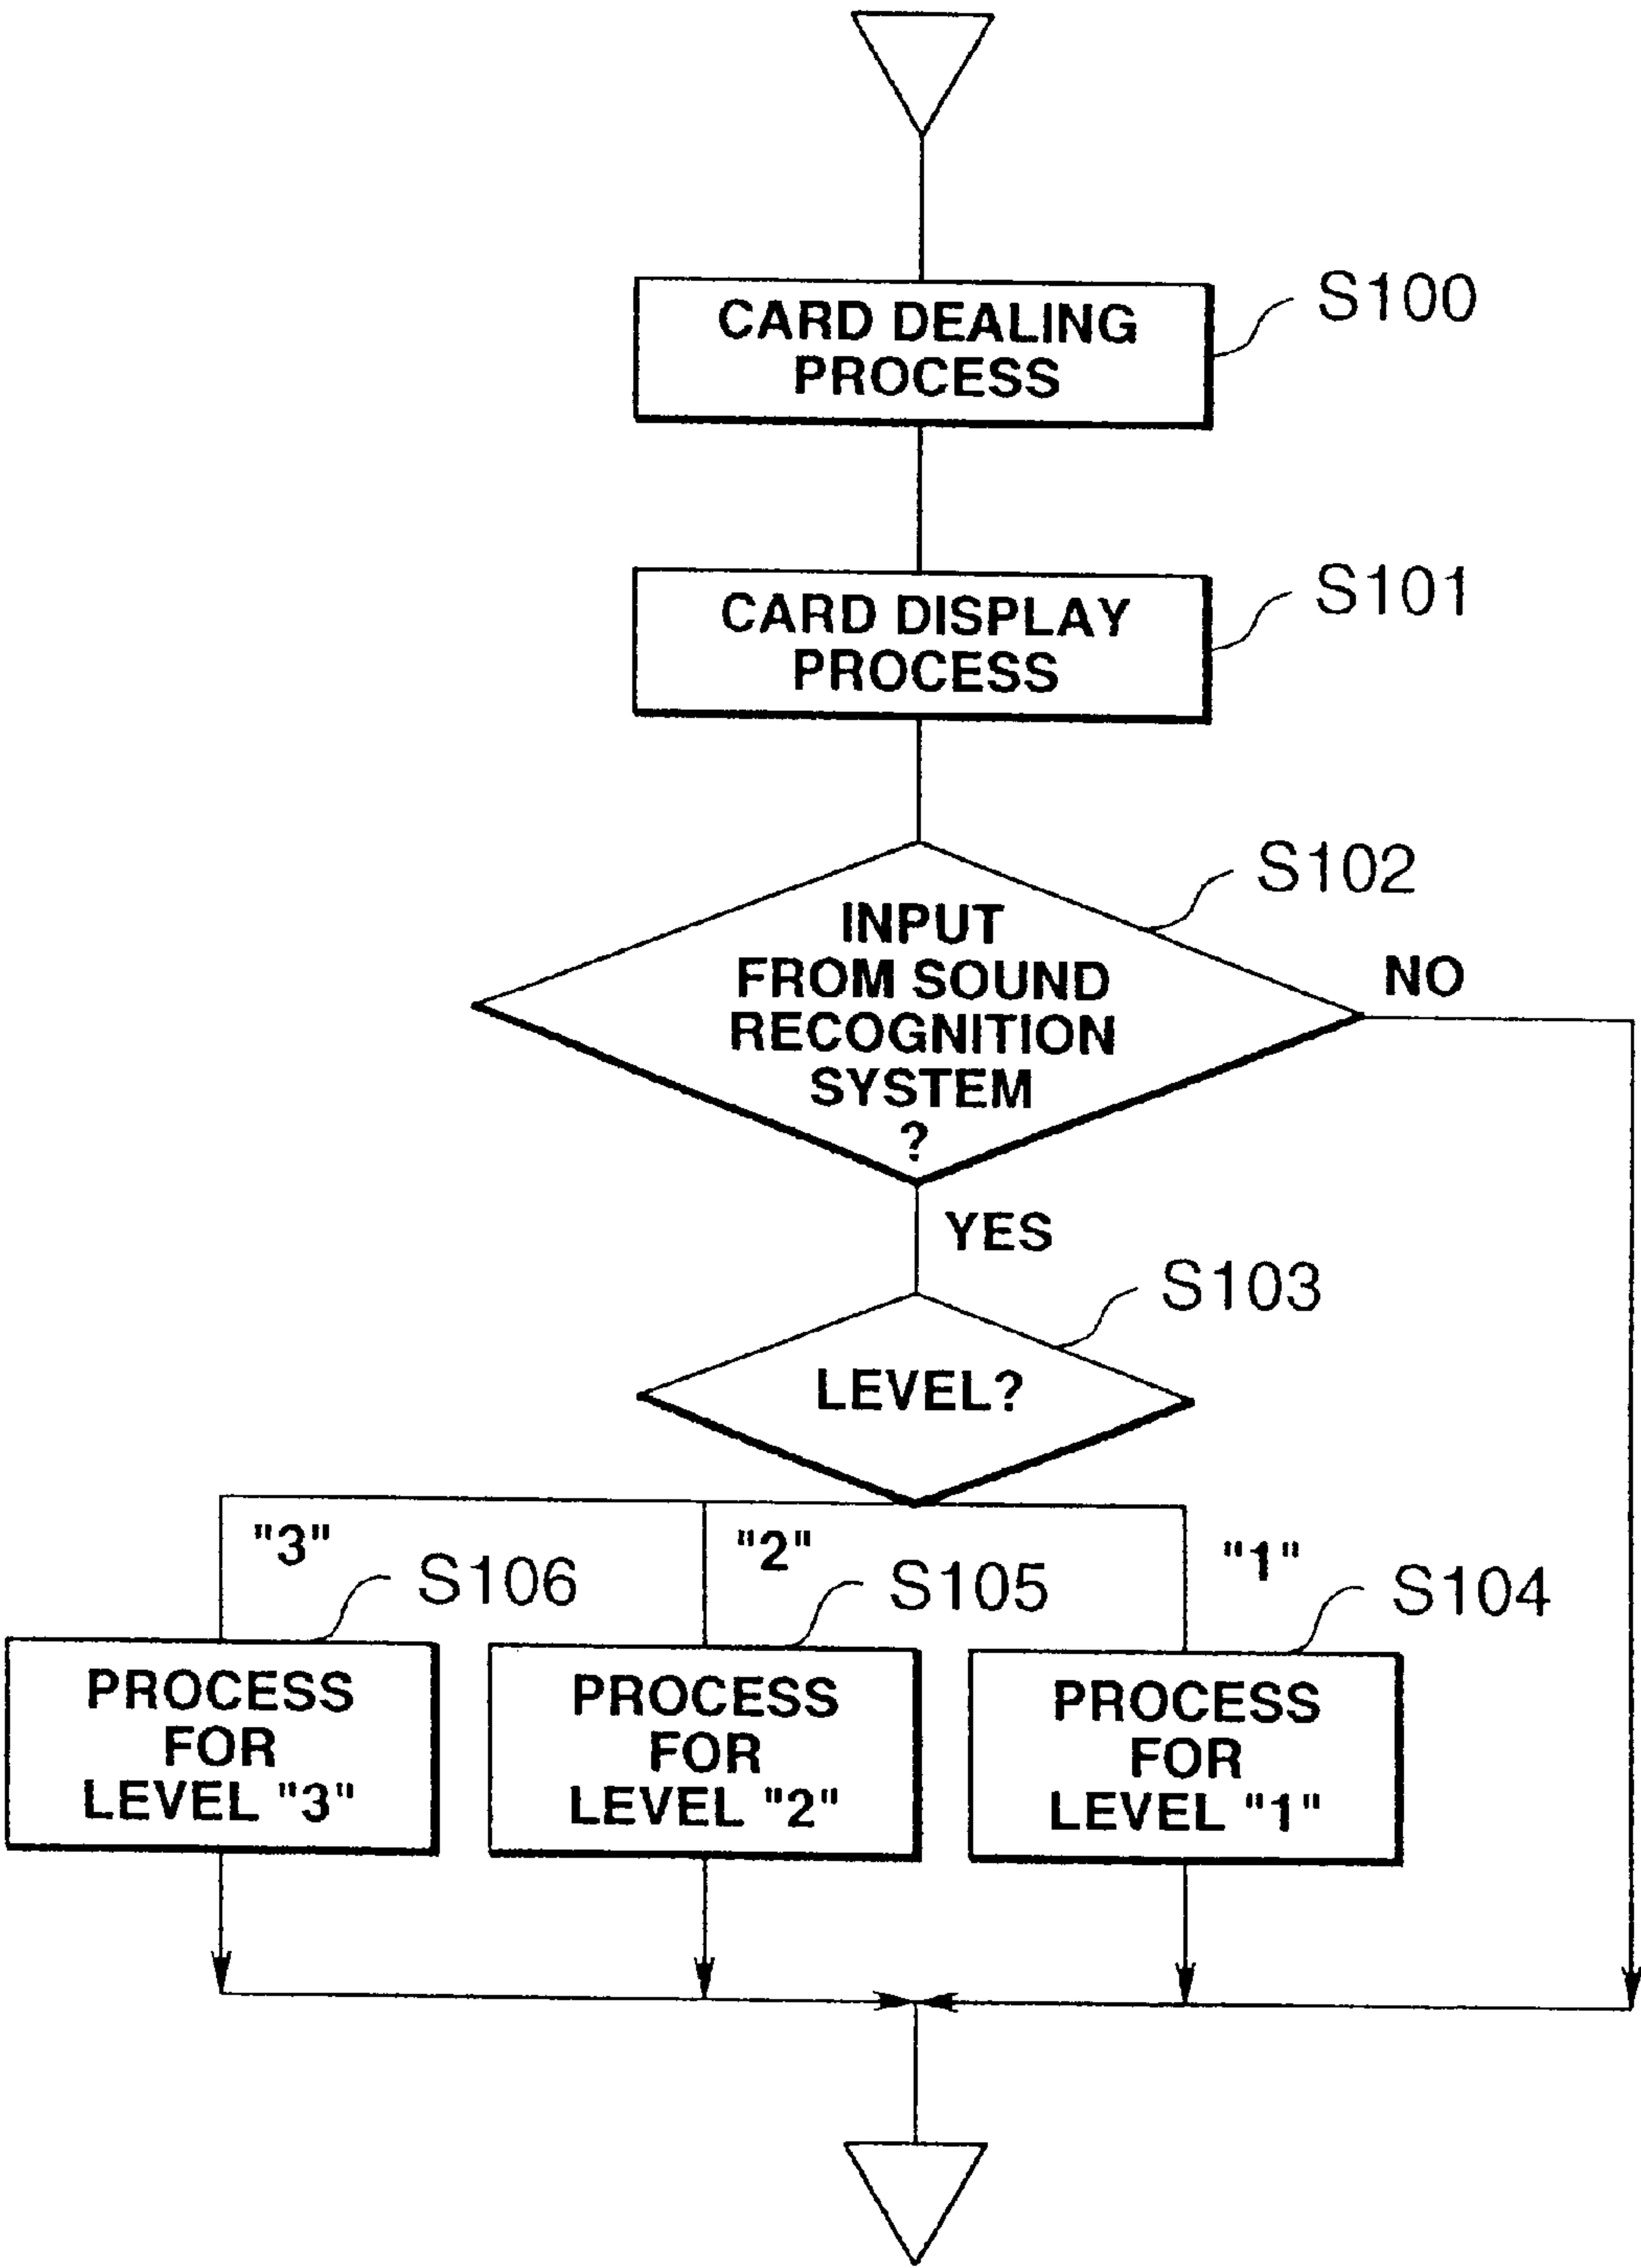 CARD DEALING
PROCESS
S100
CARD DISPLAY
PROCESS
S101
S102
INPUT
FROM SOUND
RECOGNITION
SYSTEM
?
NO
YES
S103
LEVEL?
"3"
"2"
"1"
S106
S105
S104
PROCESS
FOR
LEVEL "3"
PROCESS
FOR
LEVEL "2"
PROCESS
FOR
LEVEL "1"